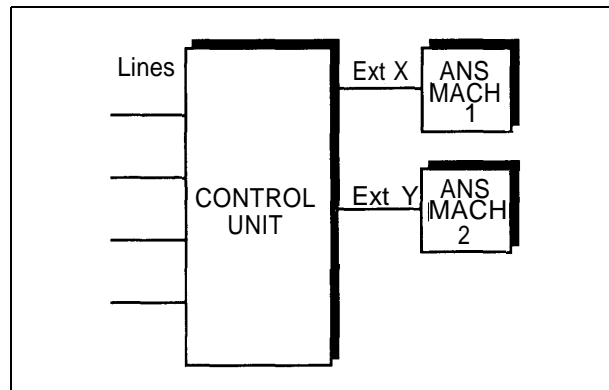 Lines
Ext X
ANS
MACH
1
CONTROL
UNIT
Ext Y
ANS
MACH
2